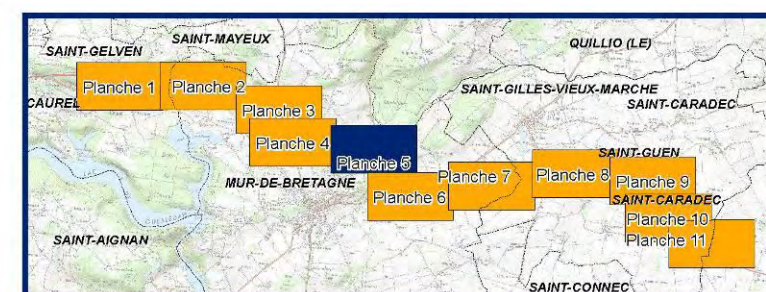 SAINT-MAYEUX
QUILLIO (LE)
SAINT-GELVEN
Planche 1
Planche 2
SAINT-GILLES-VIEUX-MARCHE
CAUREL
Planche 3
SAINT-CARADEC
Planche 4
Planche 5
SAINT-GUEN
MUR-DE-BRETAGNE
Planche 6
Planche 7
Planche 8
Planche 9
SAINT-CARADEC
Planche 10
SAINT-AIGNAN
Planche 11
SAINT-CONNEC